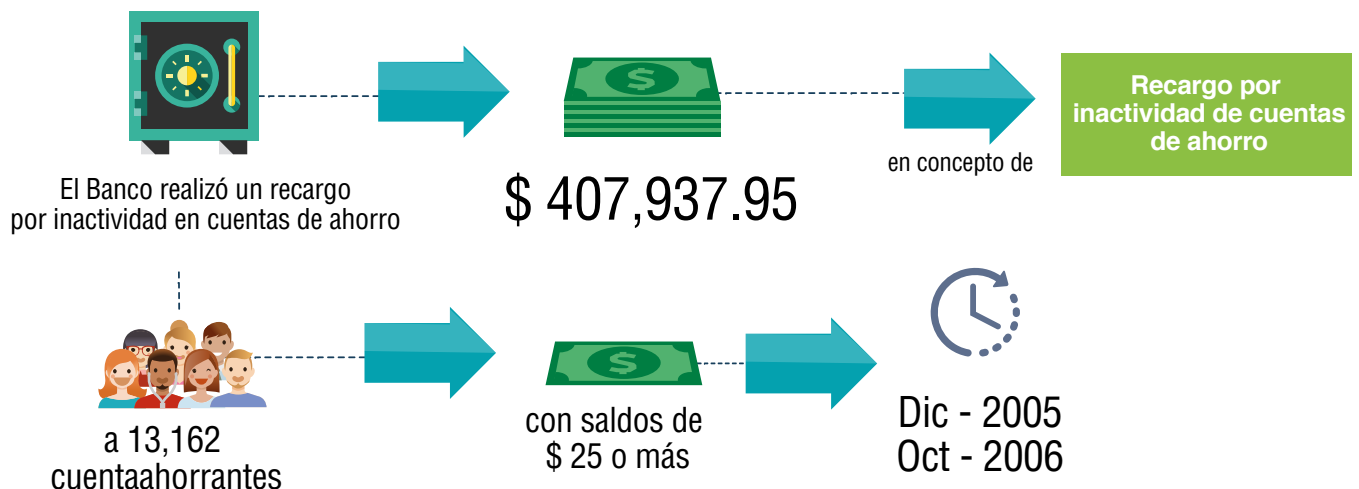 El Banco realizó un recargo
por inactividad en cuentas de ahorro
$
$ 407,937.95
en concepto de
Recargo por
inactividad de cuentas
de ahorro
a 13,162
cuentaahorrantes
$
con saldos de
$ 25 o más
Dic - 2005
Oct - 2006